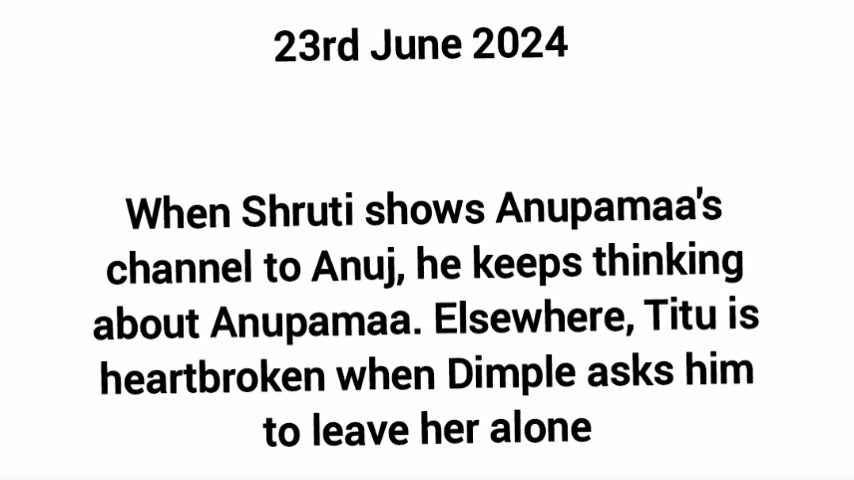 23rd June 2024
When Shruti shows Anupamaa's
channel to Anuj, he keeps thinking
about Anupamaa. Elsewhere, Titu is
heartbroken when Dimple asks him
to leave her alone